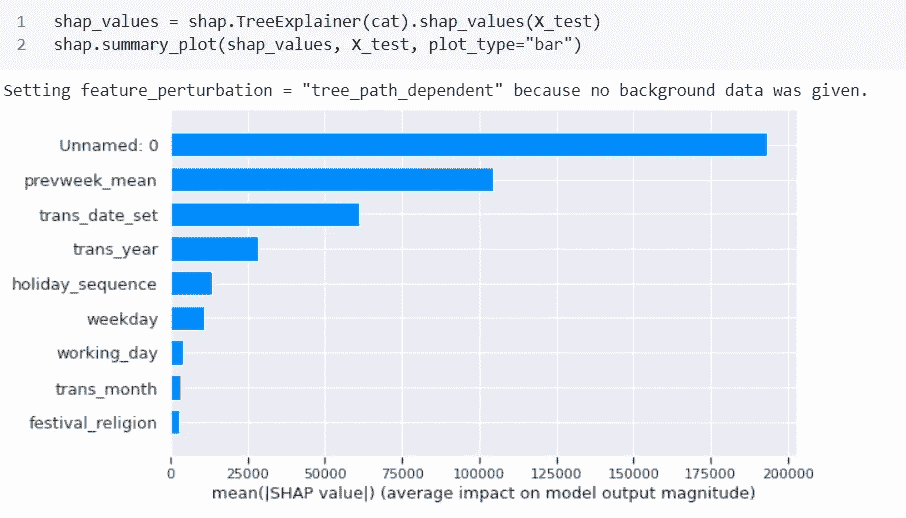 1 shap_values = shap.TreeExplainer(cat).shap_values(X_test)
2 shap.summary_plot(shap_values, X_test, plot_type="bar")
Setting feature_perturbation = "tree_path_dependent" because no background data was given.
Unnamed: 0
prevweek_mean
trans_date_set
trans_year
holiday_sequence
weekday
working_day
trans_month
festival_religion
0 25000 50000 75000 100000 125000 150000 175000 200000
mean(|SHAP value|) (average impact on model output magnitude)